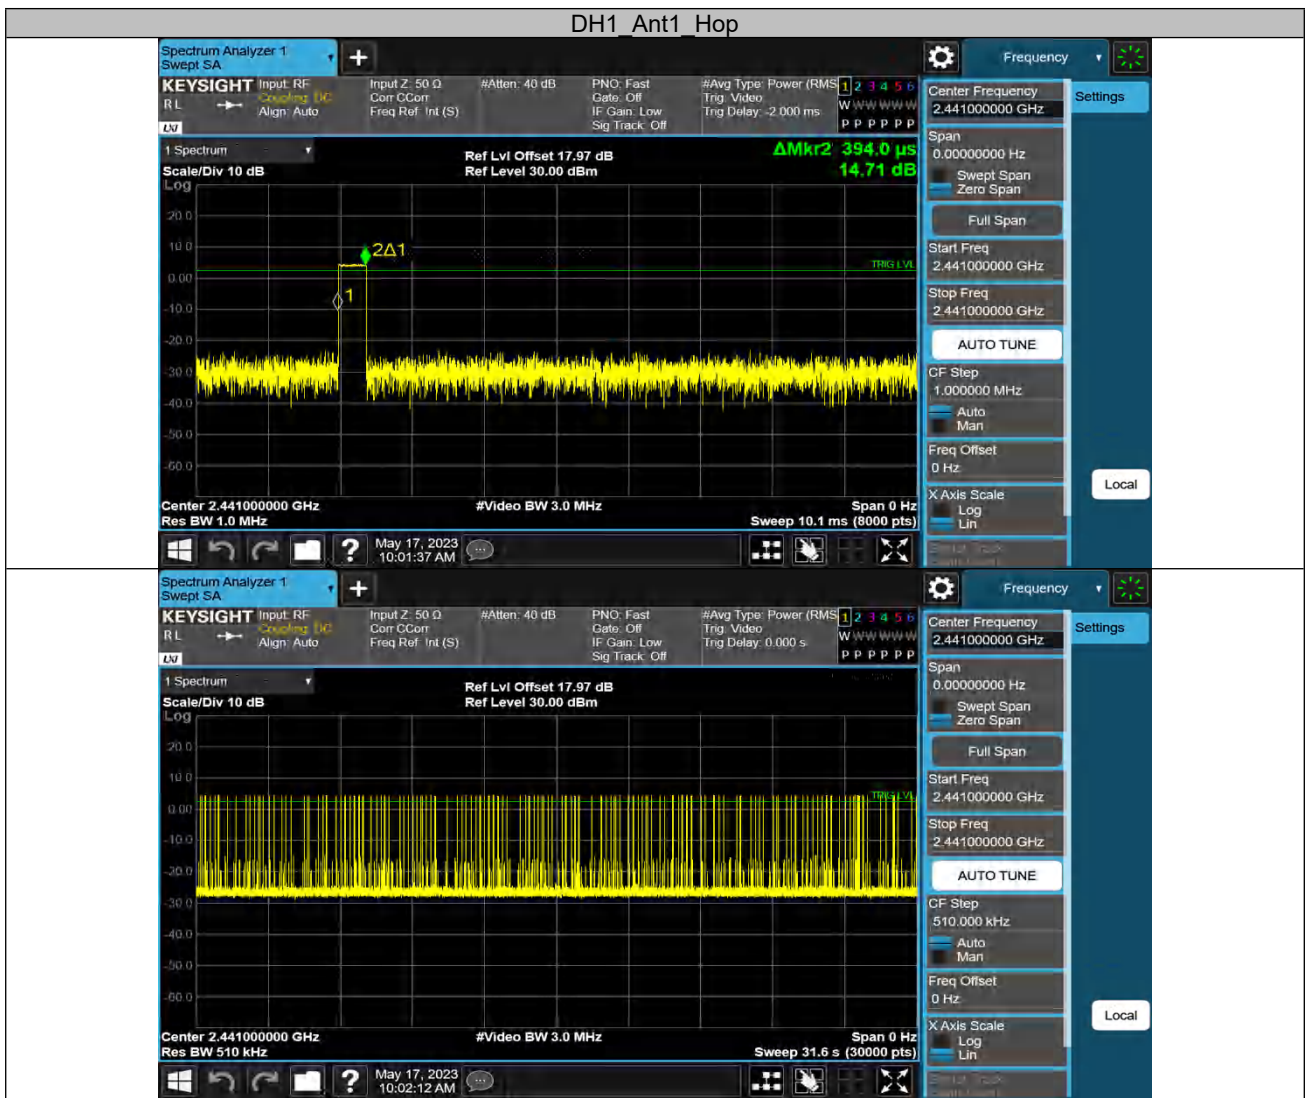 DH1_Ant1_Hop
Spectrum Analyzer 1
Swept SA
+
Frequency
KEYSIGHT
RL
LXI
Input: RF
Coupling: DC
Align: Auto
Input Z: 50 Ω
Corr CCorr
Freq Ref: Int (S)
#Atten: 40 dB
PNO: Fast
Gate: Off
IF Gain: Low
Sig Track: Off
#Avg Type: Power (RMS
Trig: Video
Trig Delay: -2.000 ms
1 2 3 4 5 6
W W W W W W
P P P P P P
Center Frequency
2.441000000 GHz
Settings
1 Spectrum
Scale/Div 10 dB
Log
Ref Lvl Offset 17.97 dB
Ref Level 30.00 dBm
ΔMkr2 394.0 µs
14.71 dB
Span
0.00000000 Hz
Swept Span
Zero Span
Full Span
Start Freq
2.441000000 GHz
Stop Freq
2.441000000 GHz
AUTO TUNE
CF Step
1.000000 MHz
Auto
Man
Freq Offset
0 Hz
X Axis Scale
Log
Lin
Local
20.0
10.0
0.00
-10.0
-20.0
-30.0
-40.0
-50.0
-60.0
2Δ1
1
TRIG LVL
Center 2.441000000 GHz
Res BW 1.0 MHz
#Video BW 3.0 MHz
Span 0 Hz
Sweep 10.1 ms (8000 pts)
?
May 17, 2023
10:01:37 AM
Spectrum Analyzer 1
Swept SA
+
Frequency
KEYSIGHT
RL
LXI
Input: RF
Coupling: DC
Align: Auto
Input Z: 50 Ω
Corr CCorr
Freq Ref: Int (S)
#Atten: 40 dB
PNO: Fast
Gate: Off
IF Gain: Low
Sig Track: Off
#Avg Type: Power (RMS
Trig: Video
Trig Delay: 0.000 s
1 2 3 4 5 6
W W W W W W
P P P P P P
Center Frequency
2.441000000 GHz
Settings
1 Spectrum
Scale/Div 10 dB
Log
Ref Lvl Offset 17.97 dB
Ref Level 30.00 dBm
Span
0.00000000 Hz
Swept Span
Zero Span
Full Span
Start Freq
2.441000000 GHz
Stop Freq
2.441000000 GHz
AUTO TUNE
CF Step
510.000 kHz
Auto
Man
Freq Offset
0 Hz
X Axis Scale
Log
Lin
Local
20.0
10.0
0.00
-10.0
-20.0
-30.0
-40.0
-50.0
-60.0
TRIG LVL
Center 2.441000000 GHz
Res BW 510 kHz
#Video BW 3.0 MHz
Span 0 Hz
Sweep 31.6 s (30000 pts)
?
May 17, 2023
10:02:12 AM